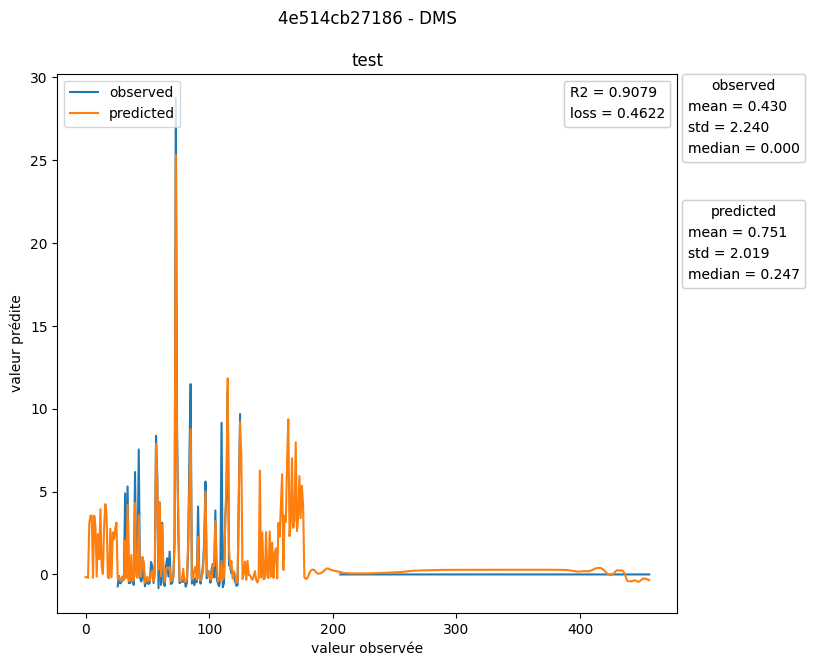 4e514cb27186 - DMS
test
observed
predicted
R2 = 0.9079
loss = 0.4622
observed
mean = 0.430
std = 2.240
median = 0.000
predicted
mean = 0.751
std = 2.019
median = 0.247
30
25
20
15
10
5
0
valeur prédite
0
100
200
300
400
valeur observée